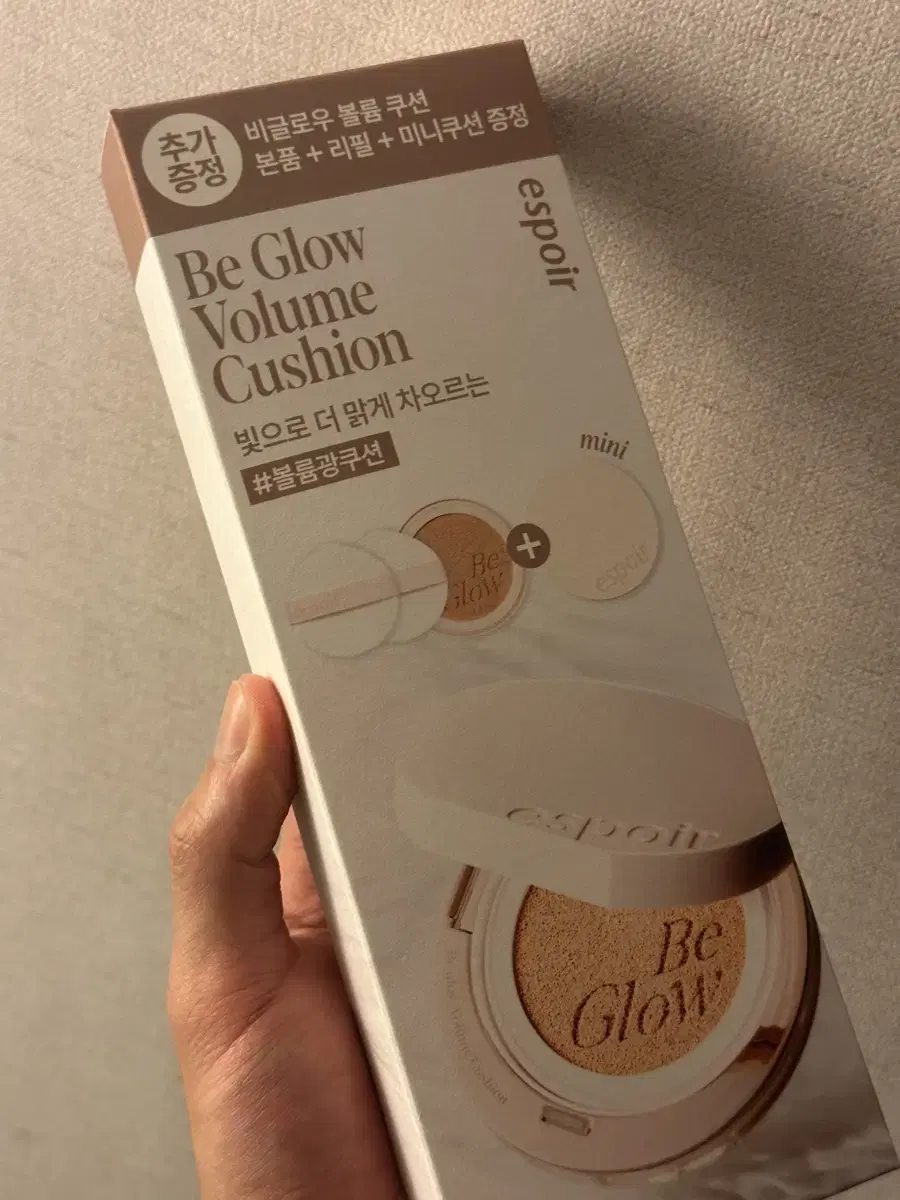 추가
증정
비글로우 볼륨 쿠션
본품 + 리필 + 미니쿠션 증정
espoir
Be Glow
Volume
Cushion
빛으로 더 맑게 차오르는
#볼륨광쿠션
mini
Be
Glow
+
espoir
espoir
Be
Glow
Volume Cushion